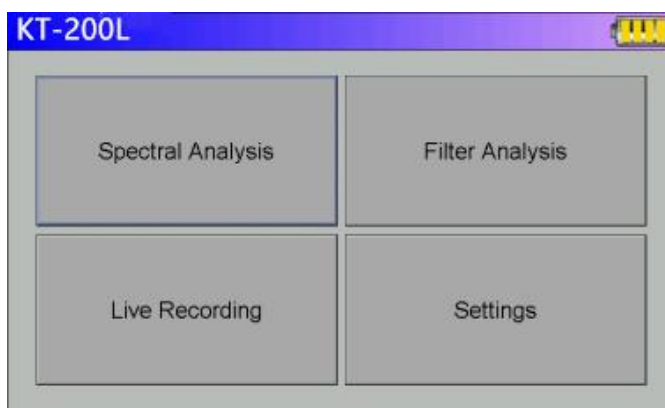 KT-200L
Spectral Analysis
Filter Analysis
Live Recording
Settings